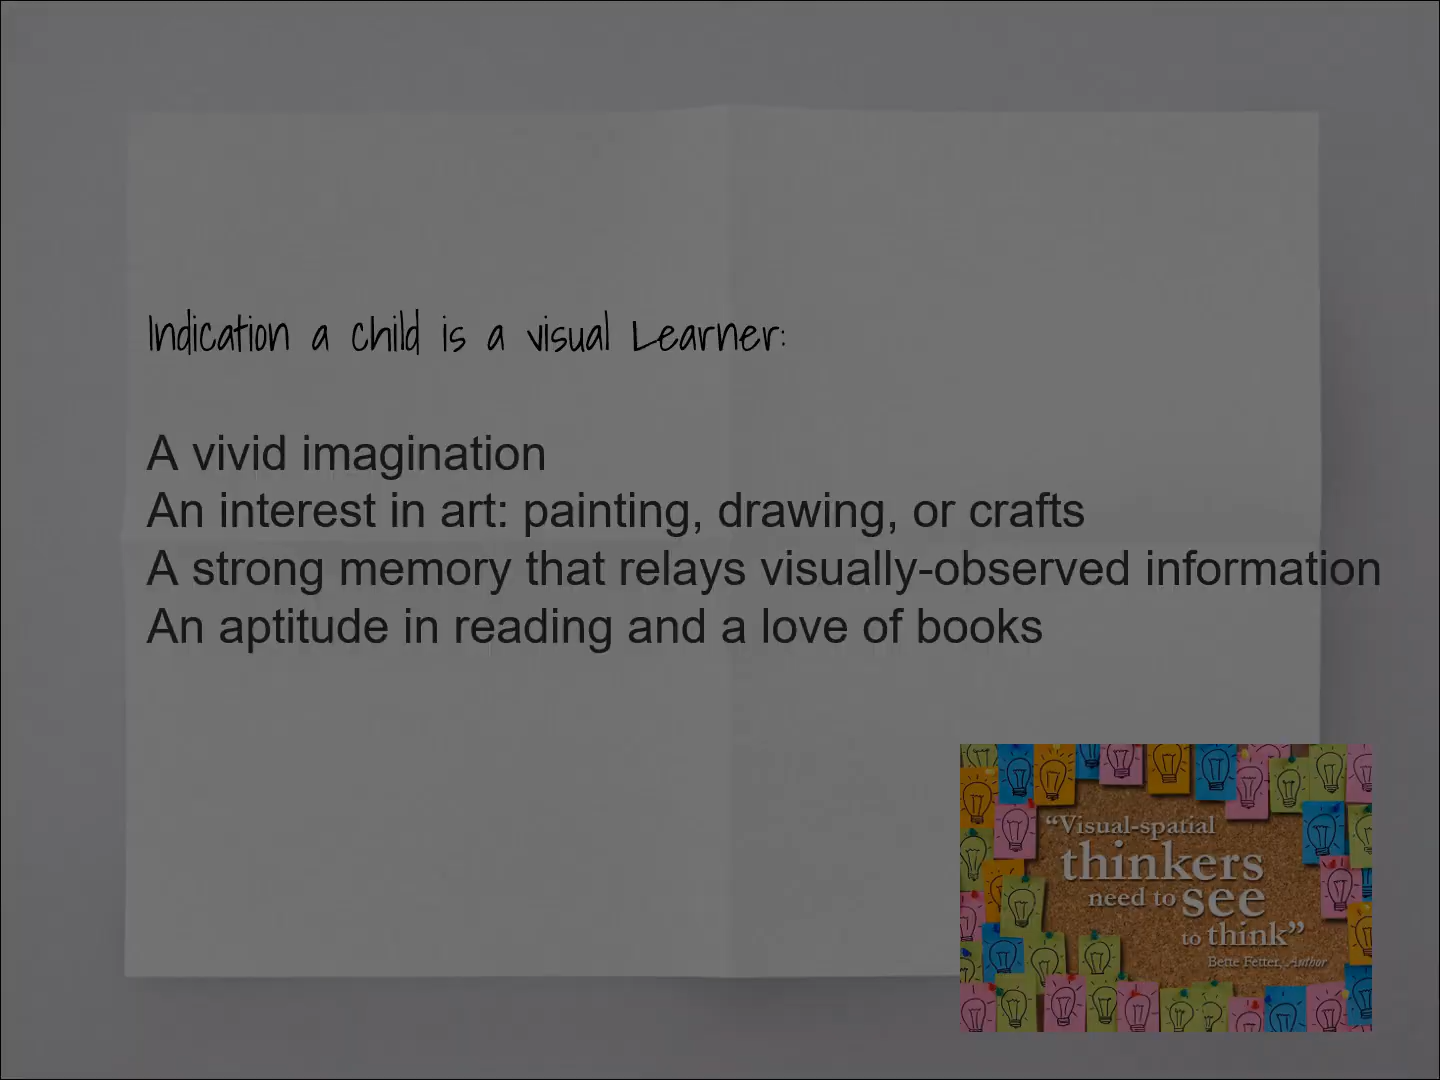 Indication a child is a visual Learner:
A vivid imagination
An interest in art: painting, drawing, or crafts
A strong memory that relays visually-observed information
An aptitude in reading and a love of books
“Visual-spatial
thinkers
need to see
to think”
Bette Fetter, Author